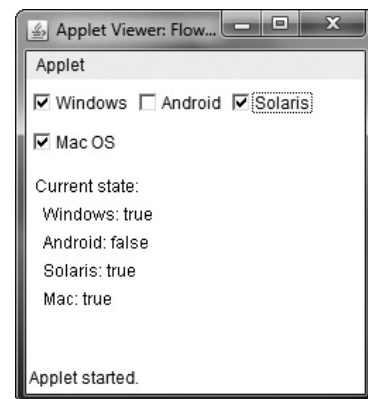 Applet Viewer: Flow...
Applet
Windows Android Solaris
Mac OS
Current state:
Windows: true
Android: false
Solaris: true
Mac: true
Applet started.